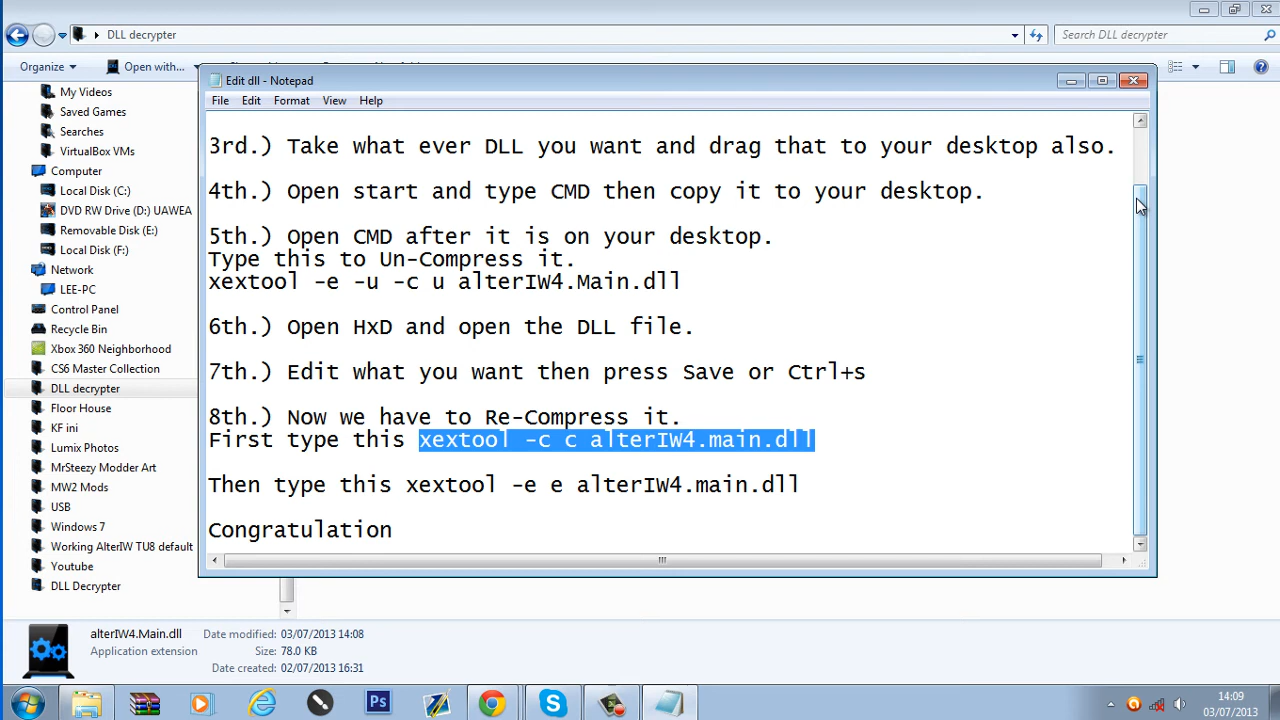 DLL decrypter
Search DLL decrypter
Organize
Open with...
Edit dll - Notepad
File Edit Format View Help
3rd.) Take what ever DLL you want and drag that to your desktop also.
4th.) Open start and type CMD then copy it to your desktop.
5th.) Open CMD after it is on your desktop.
Type this to Un-Compress it.
xextool -e -u -c u alterIW4.Main.dll
6th.) Open HxD and open the DLL file.
7th.) Edit what you want then press Save or Ctrl+s
8th.) Now we have to Re-Compress it.
First type this xextool -c c alterIW4.main.dll
Then type this xextool -e e alterIW4.main.dll
Congratulation
My Videos
Saved Games
Searches
VirtualBox VMs
Computer
Local Disk (C:)
DVD RW Drive (D:) UAWEA
Removable Disk (E:)
Local Disk (F:)
Network
LEE-PC
Control Panel
Recycle Bin
Xbox 360 Neighborhood
CS6 Master Collection
DLL decrypter
Floor House
KF ini
Lumix Photos
MrSteezy Modder Art
MW2 Mods
USB
Windows 7
Working AlterIW TU8 default
Youtube
DLL Decrypter
alterIW4.Main.dll
Application extension
Date modified: 03/07/2013 14:08
Size: 78.0 KB
Date created: 02/07/2013 16:31
Ps
14:09
03/07/2013